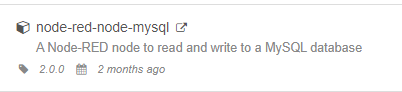 node-red-node-mysql
A Node-RED node to read and write to a MySQL database
2.0.0 2 months ago